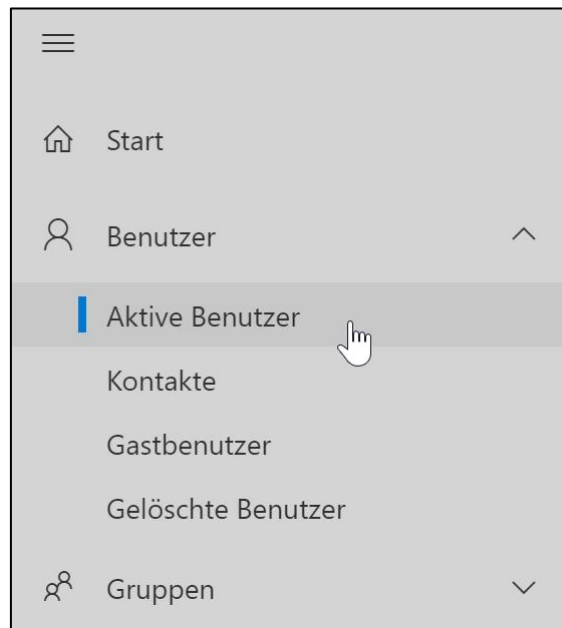 Start
Benutzer
Aktive Benutzer
Kontakte
Gastbenutzer
Gelöschte Benutzer
Gruppen